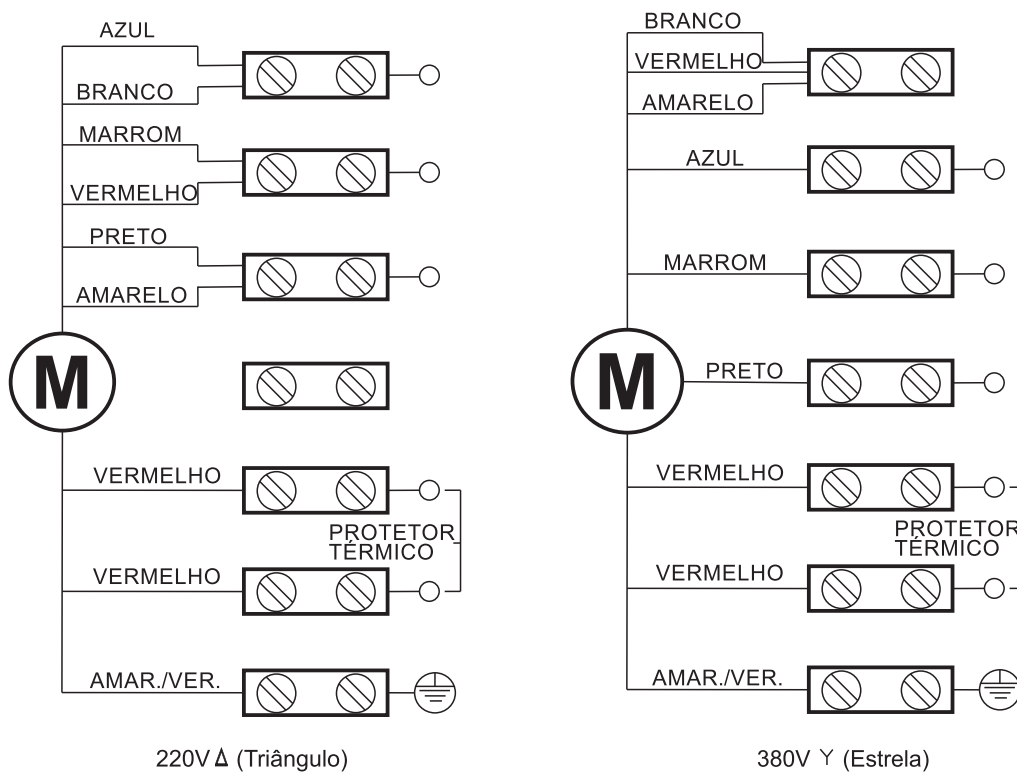 AZUL
BRANCO
MARROM
VERMELHO
PRETO
AMARELO
M
VERMELHO
PROTETOR
TÉRMICO
VERMELHO
AMAR./VER.
220V Δ (Triângulo)
BRANCO
VERMELHO
AMARELO
AZUL
MARROM
M
PRETO
VERMELHO
PROTETOR
TÉRMICO
VERMELHO
AMAR./VER.
380V Y (Estrela)